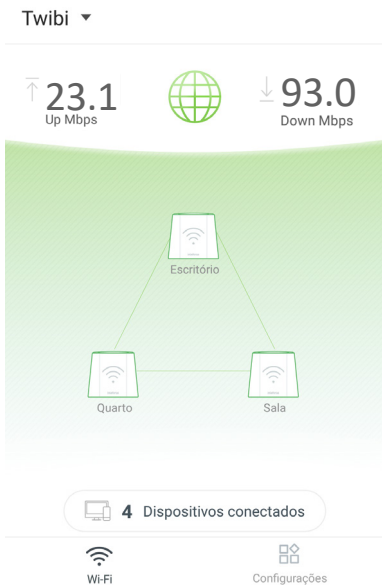 Twibi
23.1
Up Mbps
93.0
Down Mbps
Escritório
Quarto
Sala
4 Dispositivos conectados
Wi-Fi
Configurações